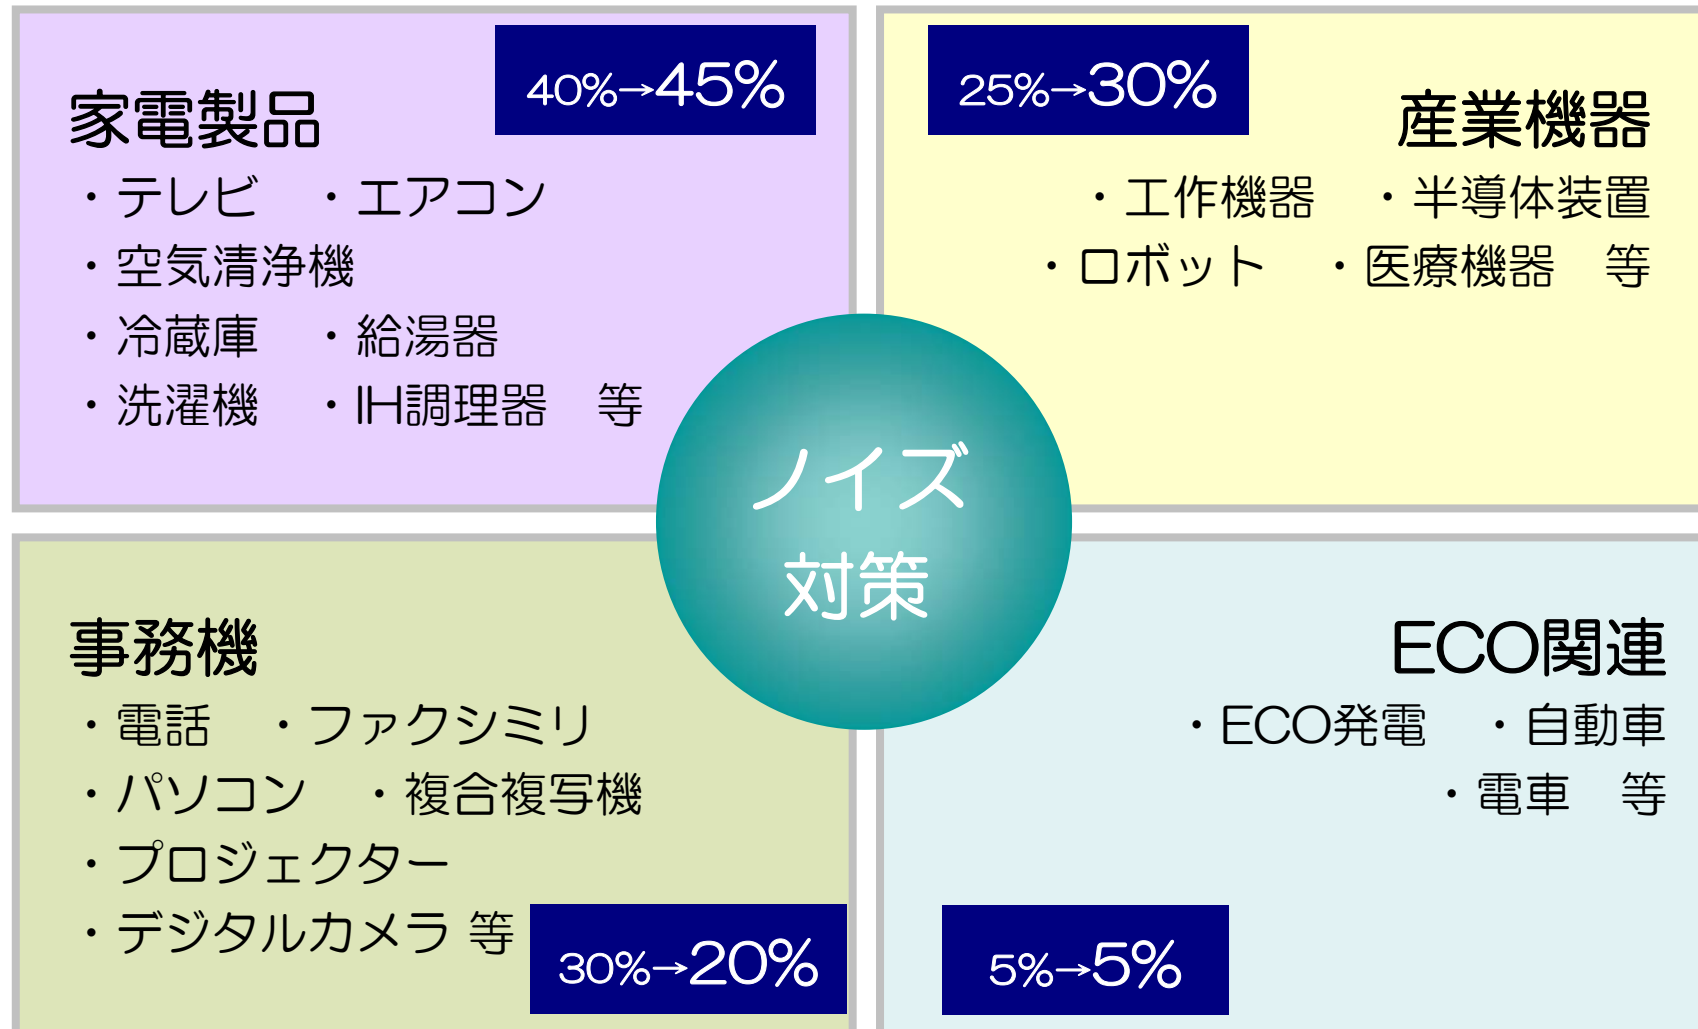 家電製品
40%→45%
・テレビ　・エアコン
・空気清浄機
・冷蔵庫　・給湯器
・洗濯機　・IH調理器　等
25%→30%
産業機器
・工作機器　・半導体装置
・ロボット　・医療機器　等
ノイズ
対策
事務機
・電話　・ファクシミリ
・パソコン　・複合複写機
・プロジェクター
・デジタルカメラ 等
30%→20%
ECO関連
・ECO発電　・自動車
・電車　等
5%→5%